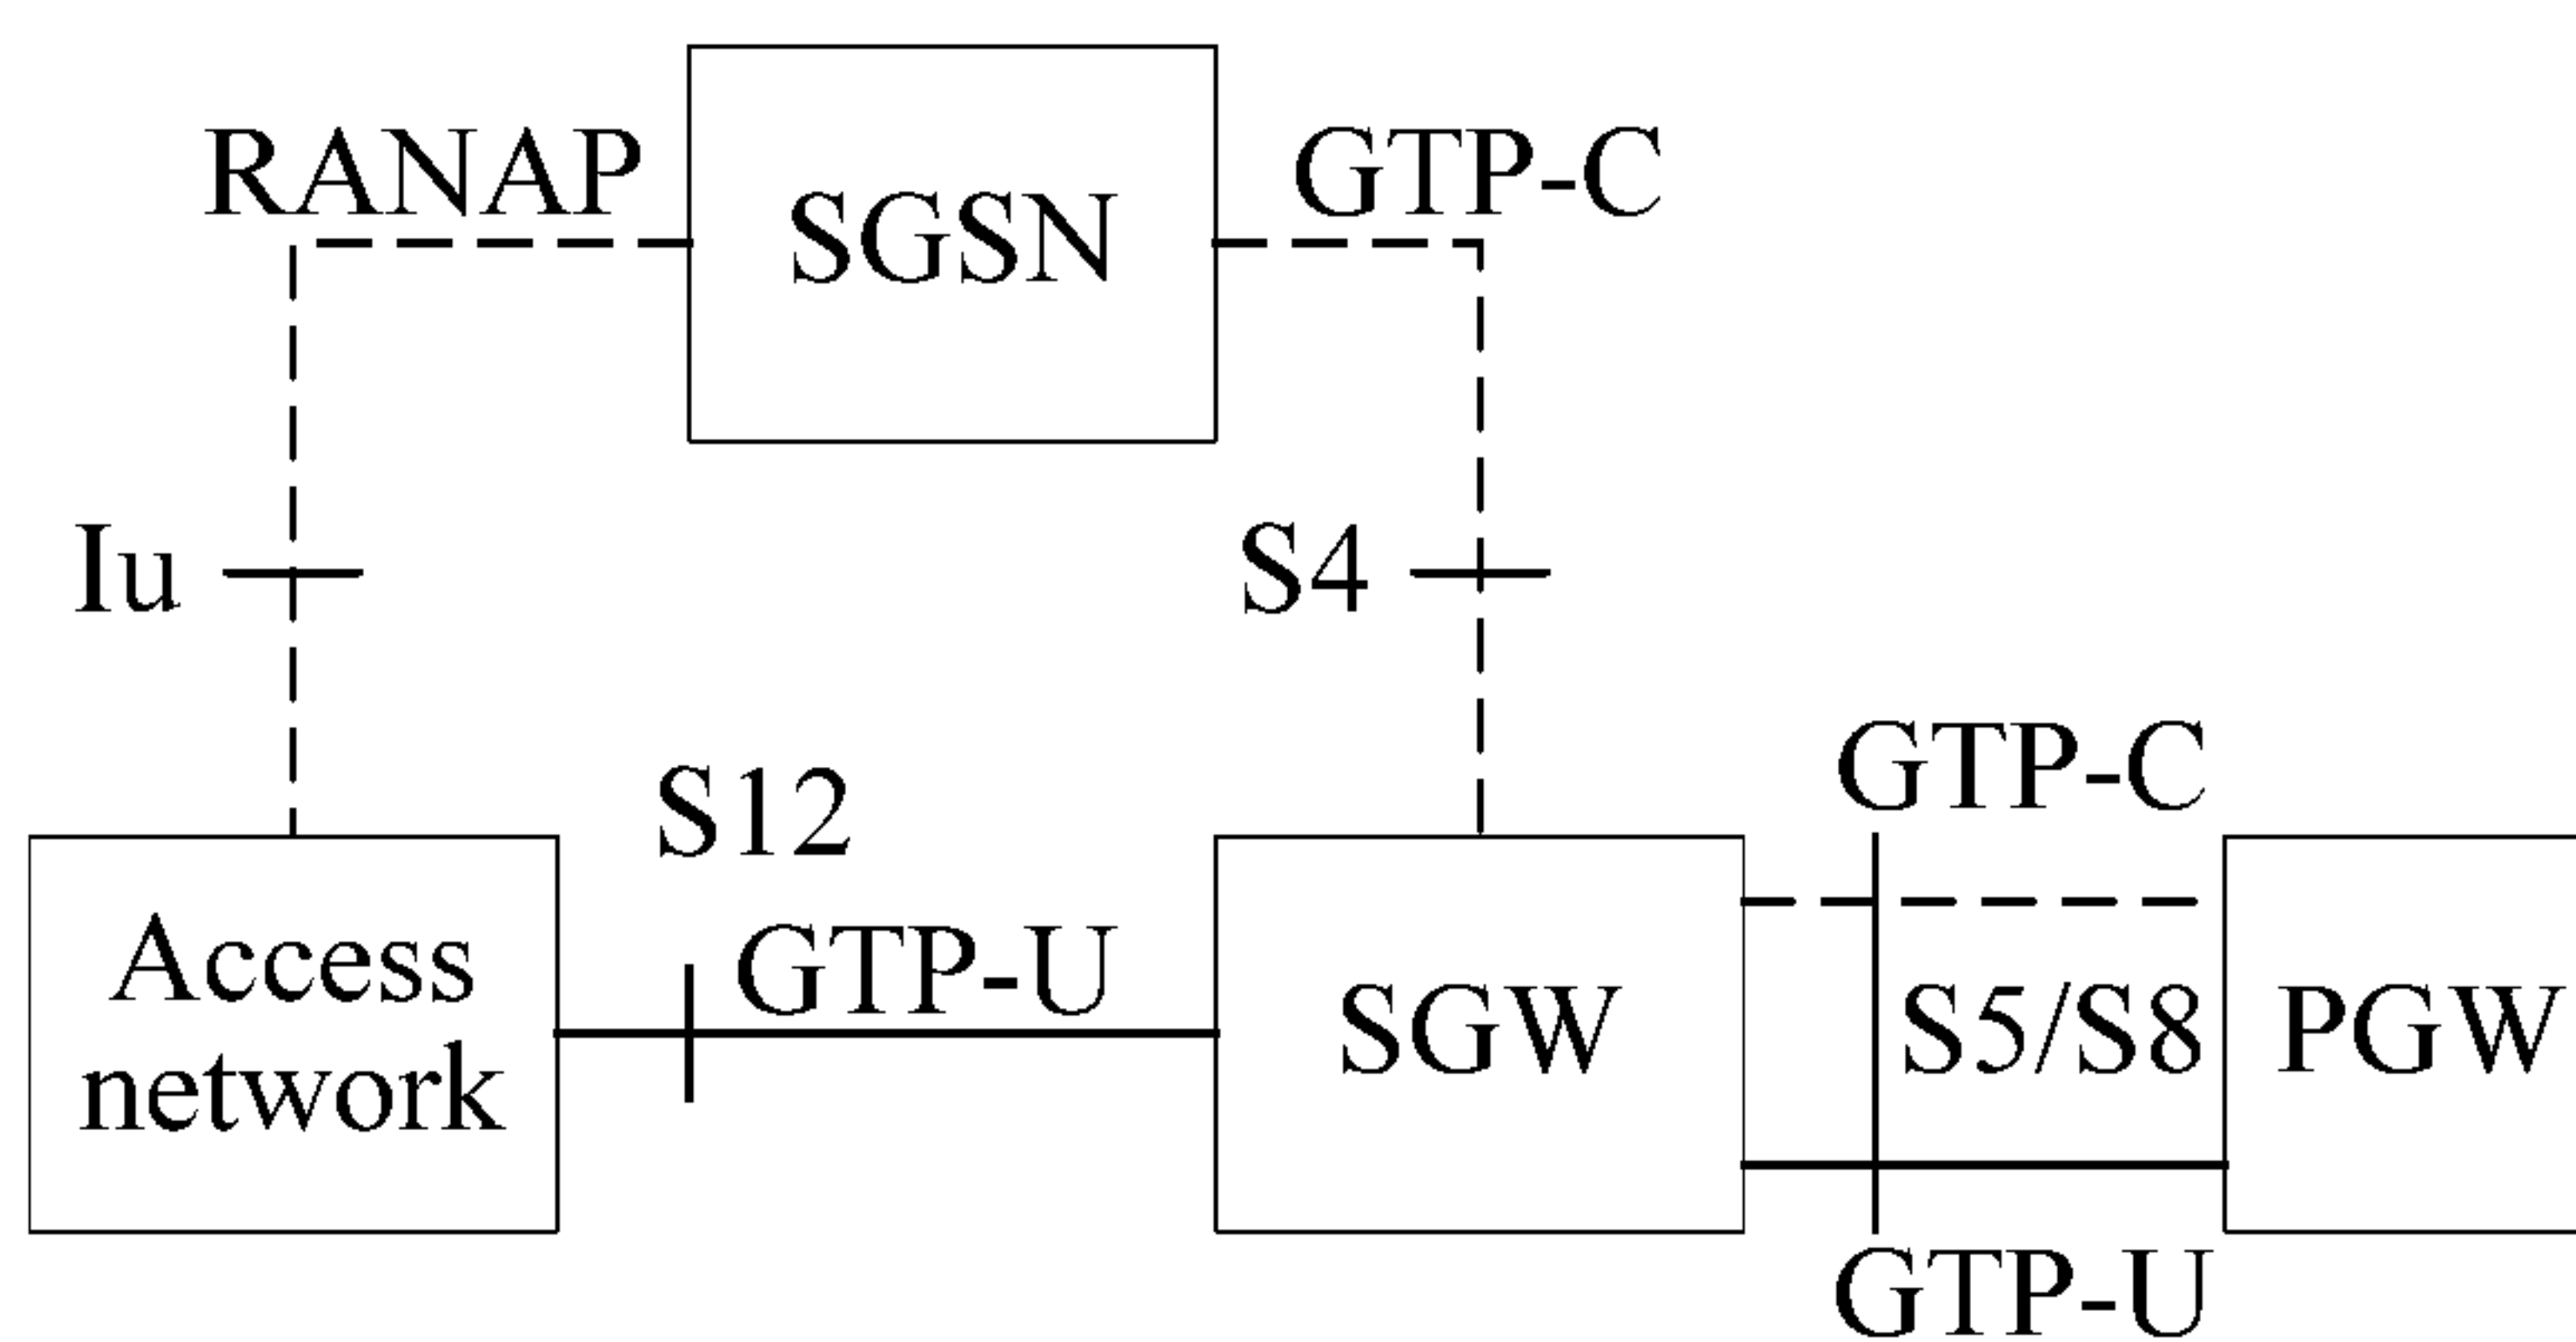 RANAP
SGSN
GTP-C
Iu
S4
S12
GTP-C
Access
network
GTP-U
SGW
S5/S8
PGW
GTP-U